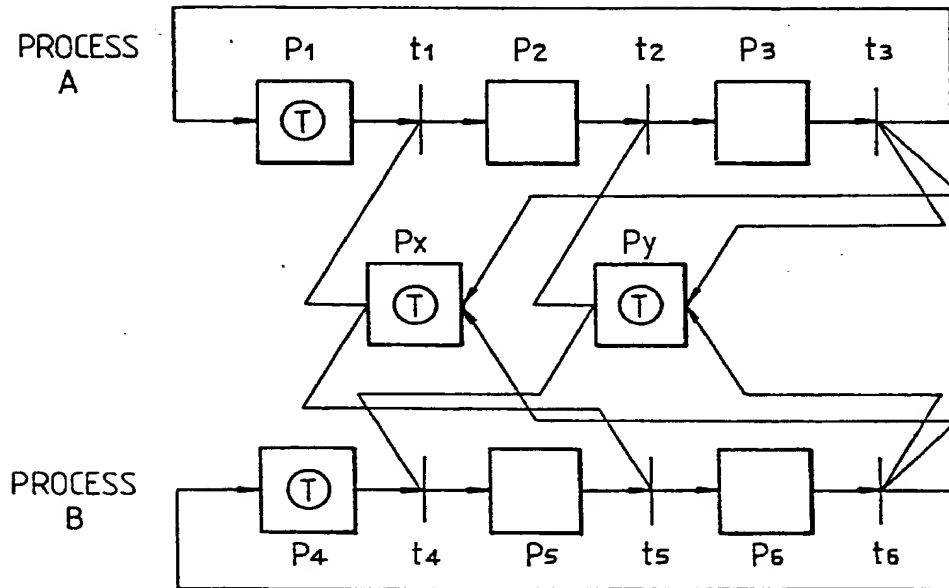 PROCESS A
P1 t1 P2 t2 P3 t3
T
Px Py
T T
PROCESS B
T
P4 t4 P5 t5 P6 t6